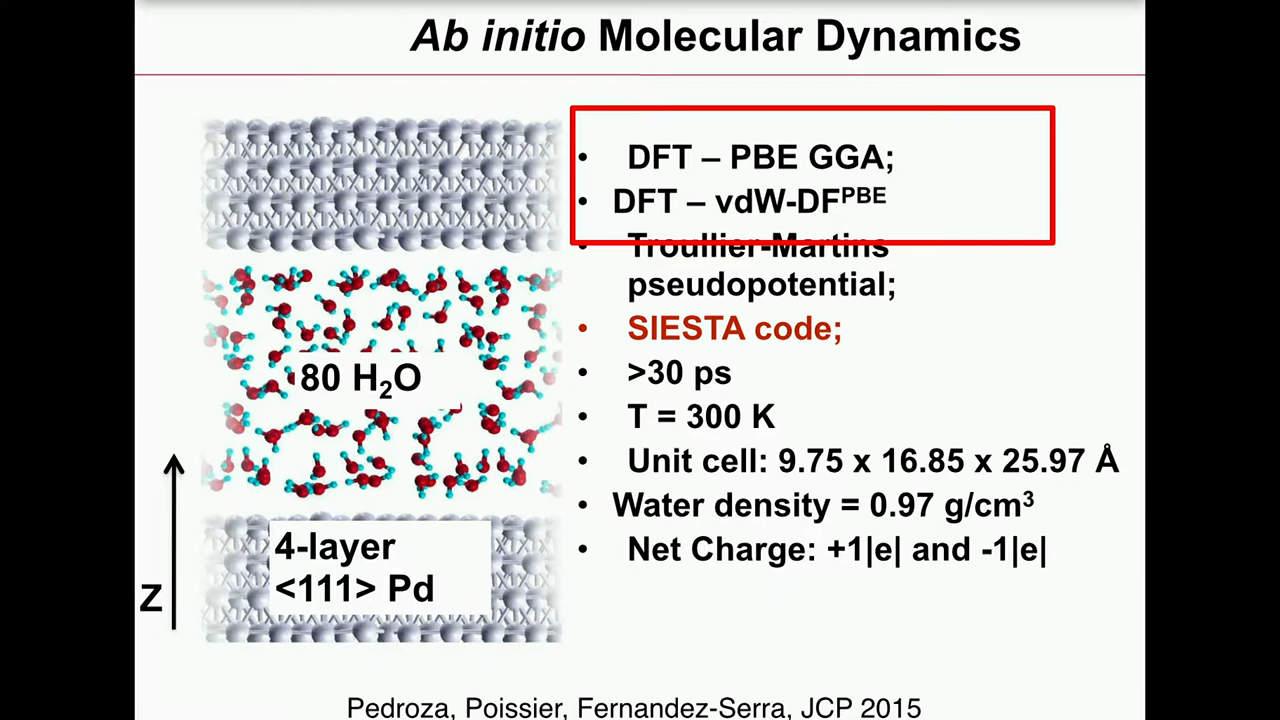 Ab initio Molecular Dynamics
• DFT – PBE GGA;
• DFT – vdW-DFᴾᴮᴱ
• Troullier-Martins
pseudopotential;
• SIESTA code;
80 H₂O
• >30 ps
• T = 300 K
• Unit cell: 9.75 x 16.85 x 25.97 Å
• Water density = 0.97 g/cm³
• Net Charge: +1|e| and -1|e|
4-layer
<111> Pd
Z
Pedroza, Poissier, Fernandez-Serra, JCP 2015